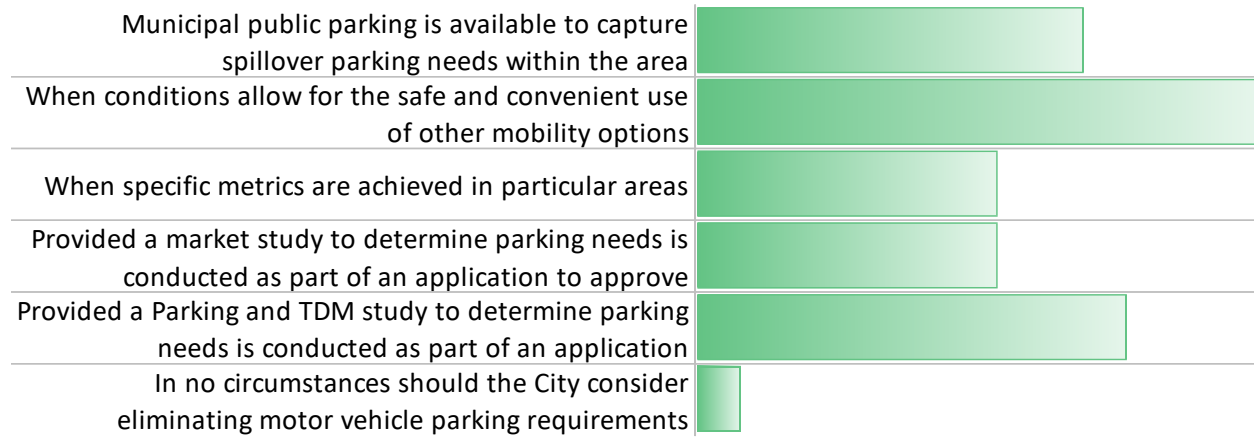 Municipal public parking is available to capture
spillover parking needs within the area
When conditions allow for the safe and convenient use
of other mobility options
When specific metrics are achieved in particular areas
Provided a market study to determine parking needs is
conducted as part of an application to approve
Provided a Parking and TDM study to determine parking
needs is conducted as part of an application
In no circumstances should the City consider
eliminating motor vehicle parking requirements